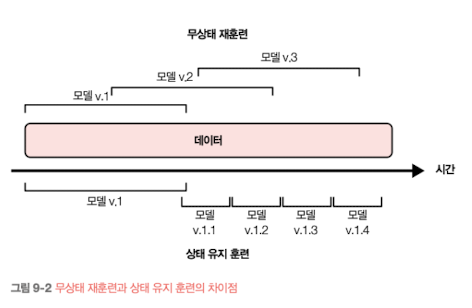 무상태 재훈련
모델 v.3
모델 v.2
모델 v.1
데이터
시간
모델 v.1
모델
v.1.1
모델
v.1.2
모델
v.1.3
모델
v.1.4
상태 유지 훈련
그림 9-2 무상태 재훈련과 상태 유지 훈련의 차이점